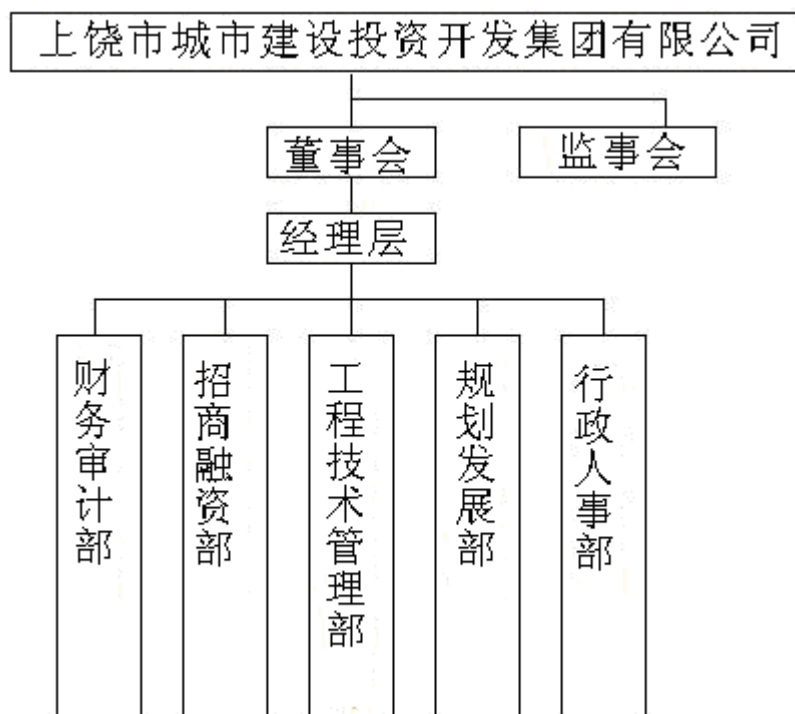 上饶市城市建设投资开发集团有限公司
董事会
监事会
经理层
财务审计部
招商融资部
工程技术管理部
规划发展部
行政人事部